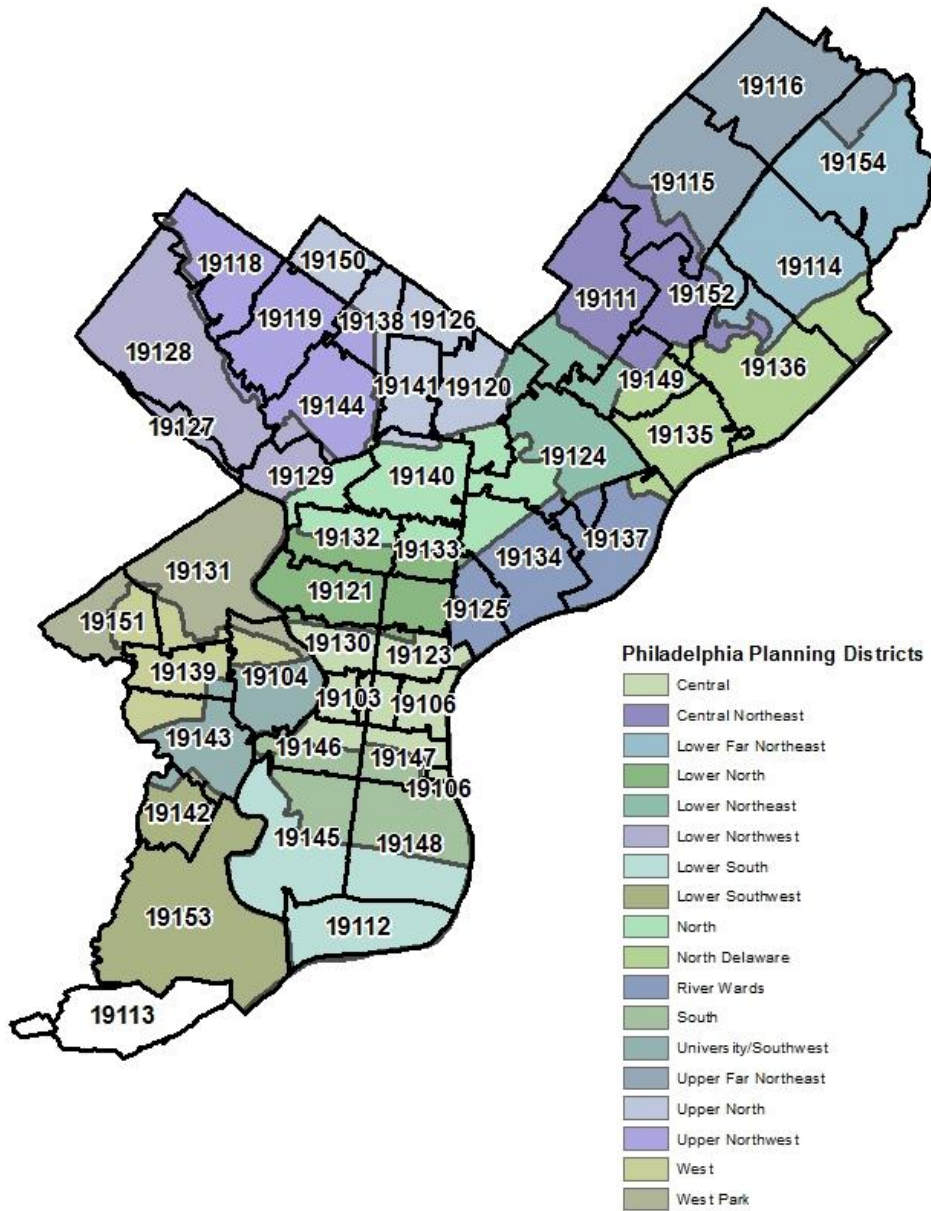 19116
19154
19115
19118
19150
19114
19111
19152
19119
19138
19126
19128
19136
19141
19120
19149
19144
19127
19135
19124
19129
19140
19132
19133
19137
19134
19131
19121
19125
19151
19130
19123
19139
19104
19103
19106
19143
19146
19147
19106
19142
19145
19148
19153
19112
19113
Philadelphia Planning Districts
Central
Central Northeast
Lower Far Northeast
Lower North
Lower Northeast
Lower Northwest
Lower South
Lower Southwest
North
North Delaware
River Wards
South
University/Southwest
Upper Far Northeast
Upper North
Upper Northwest
West
West Park